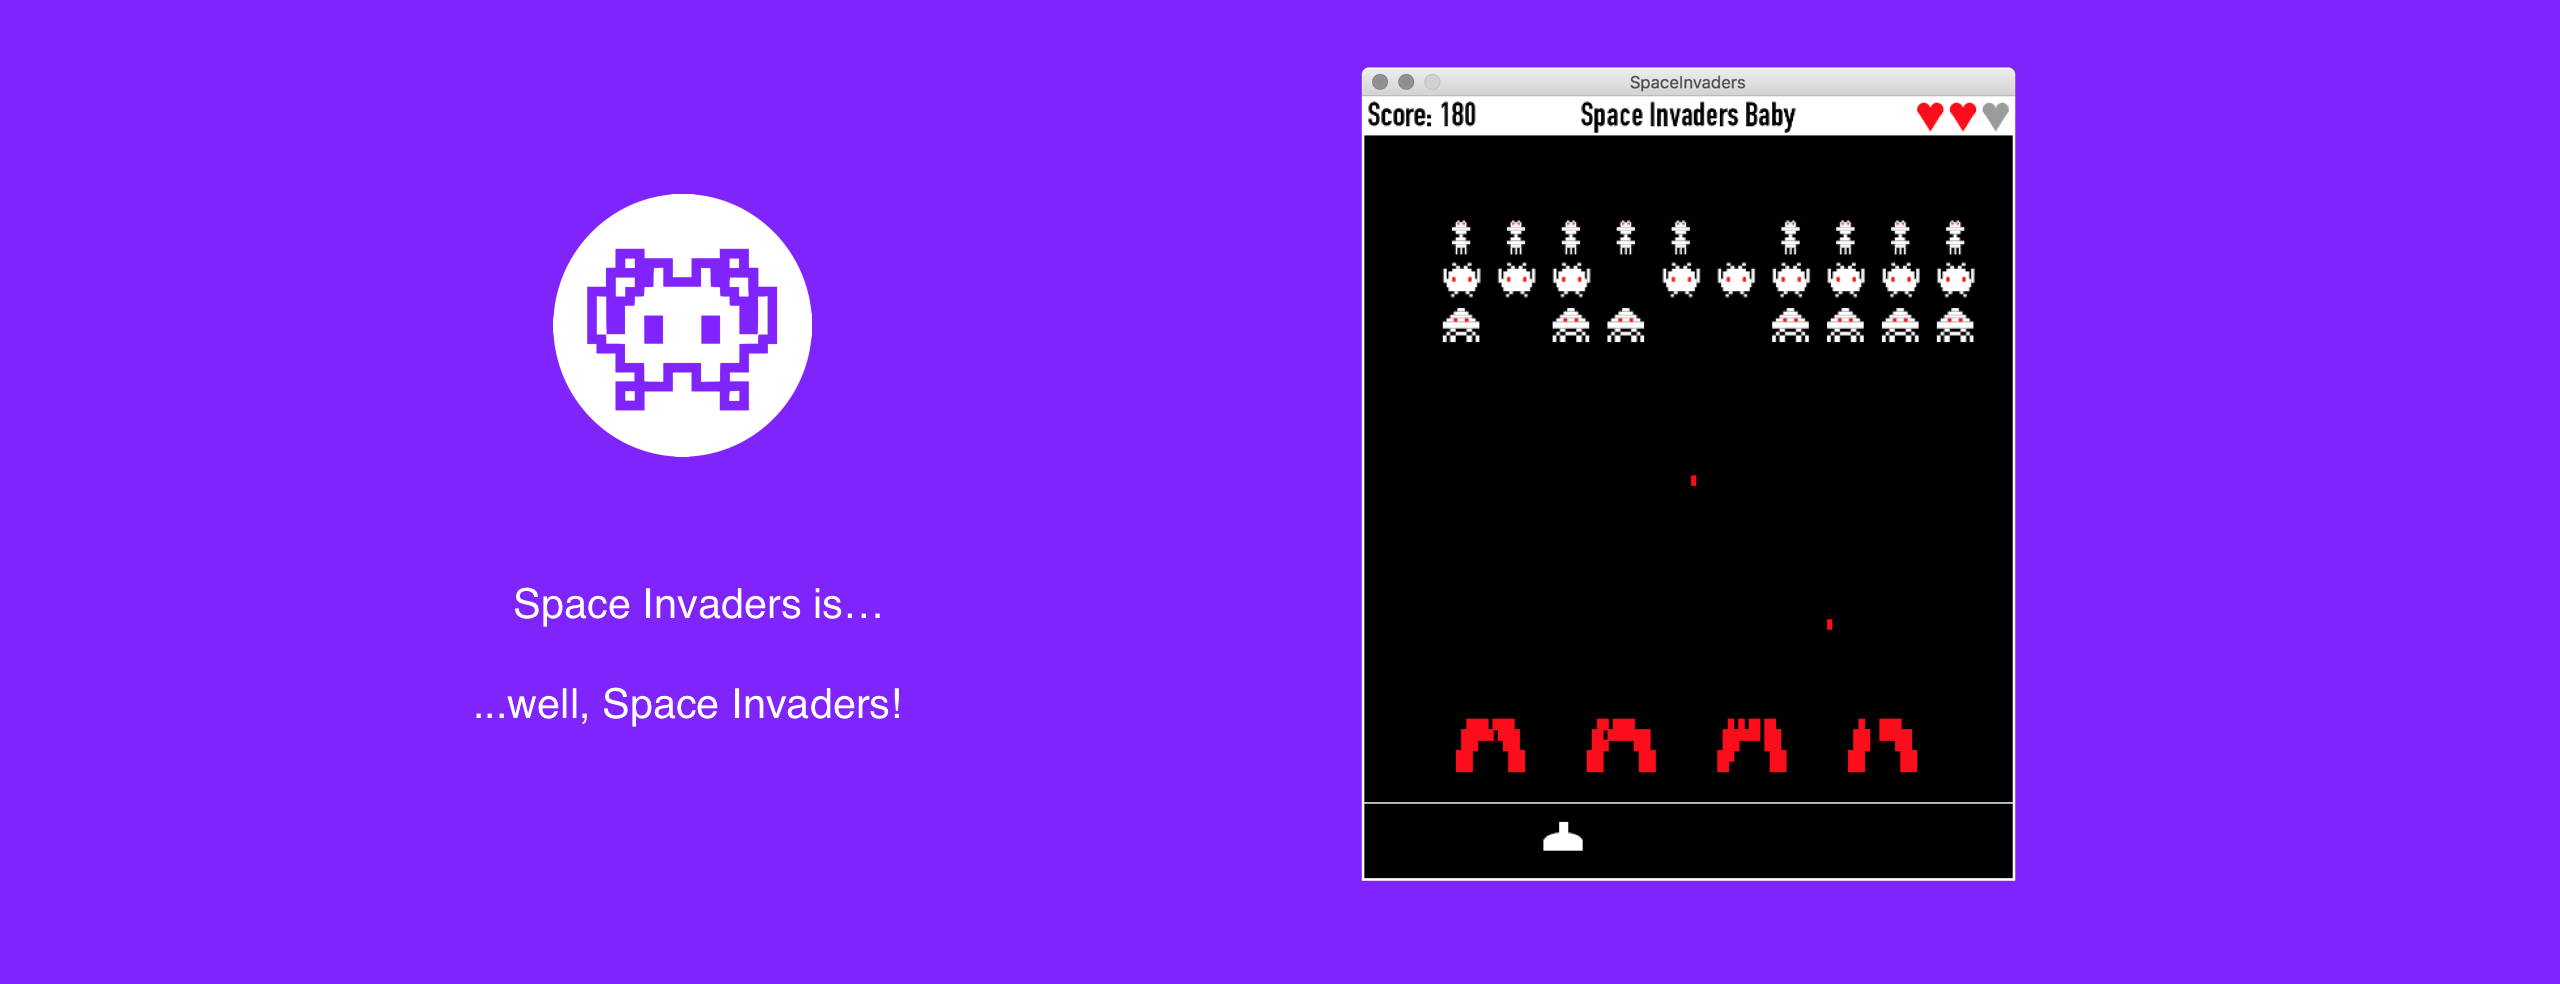 Space Invaders is…
...well, Space Invaders!
SpaceInvaders
Score: 180 Space Invaders Baby